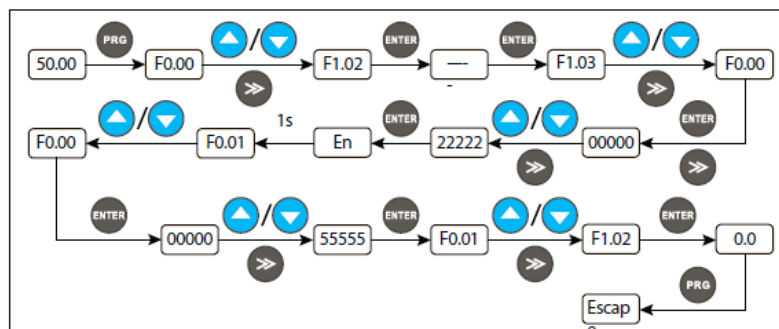 PRG ENTER ENTER
50.00 F0.00 F1.02 —- - F1.03 F0.00
ENTER 1s ENTER
F0.00 F0.01 En 22222 00000
ENTER ENTER ENTER
00000 55555 F0.01 F1.02 0.0
PRG
Escap